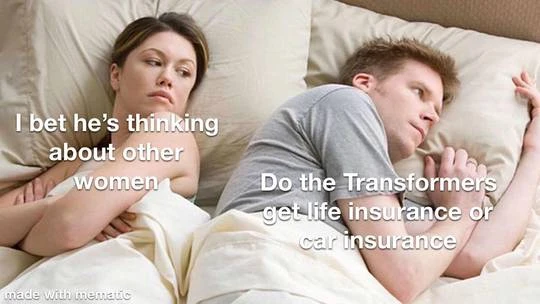 I bet he's thinking
about other
women
Do the Transformers
get life insurance or
car insurance
made with mematic